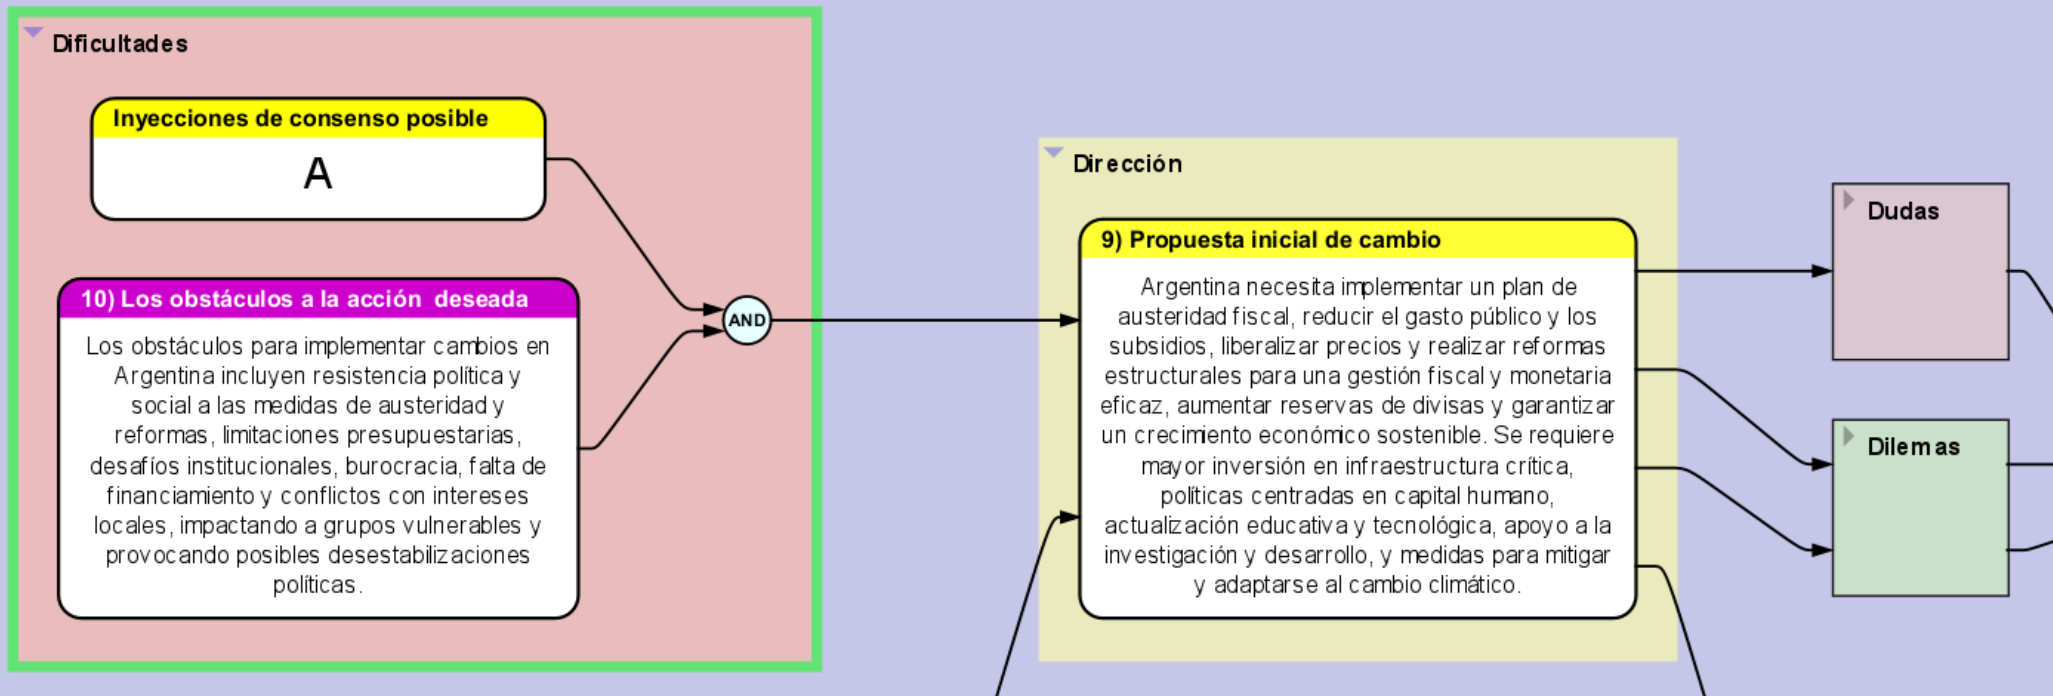 Dificultades
Inyecciones de consenso posible
A
10) Los obstáculos a la acción  deseada
Los obstáculos para implementar cambios en
Argentina incluyen resistencia política y
social a las medidas de austeridad y
reformas, limitaciones presupuestarias,
desafíos institucionales, burocracia, falta de
financiamiento y conflictos con intereses
locales, impactando a grupos vulnerables y
provocando posibles desestabilizaciones
políticas.
AND
Dirección
9) Propuesta inicial de cambio
Argentina necesita implementar un plan de
austeridad fiscal, reducir el gasto público y los
subsidios, liberalizar precios y realizar reformas
estructurales para una gestión fiscal y monetaria
eficaz, aumentar reservas de divisas y garantizar
un crecimiento económico sostenible. Se requiere
mayor inversión en infraestructura crítica,
políticas centradas en capital humano,
actualización educativa y tecnológica, apoyo a la
investigación y desarrollo, y medidas para mitigar
y adaptarse al cambio climático.
Dudas
Dilemas